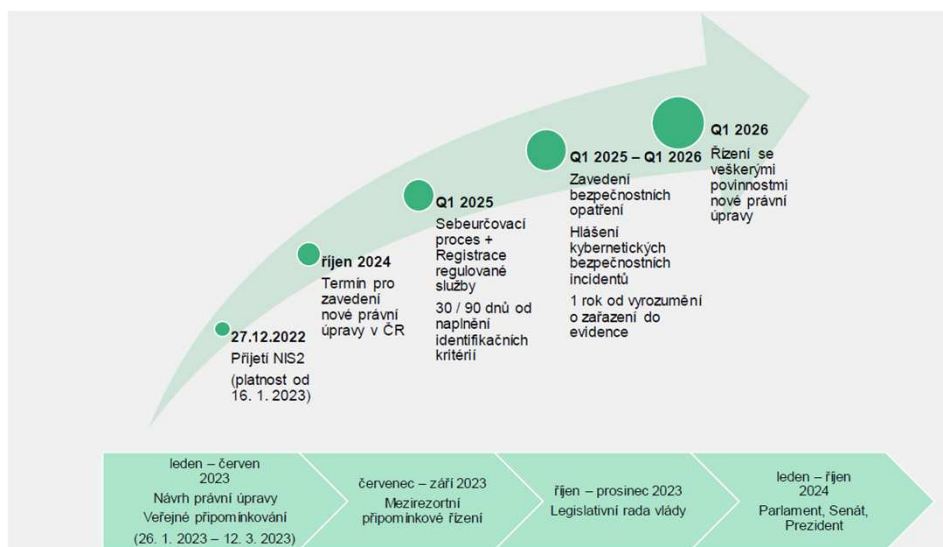 27.12.2022
Přijetí NIS2
(platnost od
16. 1. 2023)
říjen 2024
Termín pro
zavedení
nové právní
úpravy v ČR
Q1 2025
Sebeurčovací
proces +
Registrace
regulované
služby
30 / 90 dnů od
naplnění
identifikačních
kritérií
Q1 2025 – Q1 2026
Zavedení
bezpečnostních
opatření
Hlášení
kybernetických
bezpečnostních
incidentů
1 rok od vyrozumění
o zařazení do
evidence
Q1 2026
Řízení se
veškerými
povinnostmi
nové právní
úpravy
leden – červen
2023
Návrh právní úpravy
Veřejné připomínkování
(26. 1. 2023 – 12. 3. 2023)
červenec – září 2023
Mezirezortní
připomínkové řízení
říjen – prosinec 2023
Legislativní rada vlády
leden – říjen
2024
Parlament, Senát,
Prezident